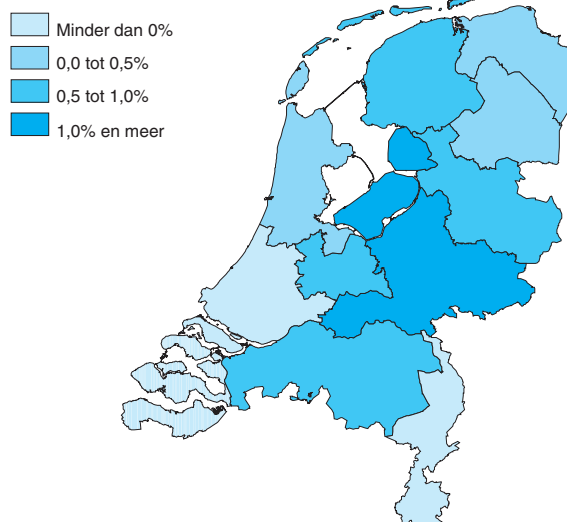 Minder dan 0%
0,0 tot 0,5%
0,5 tot 1,0%
1,0% en meer